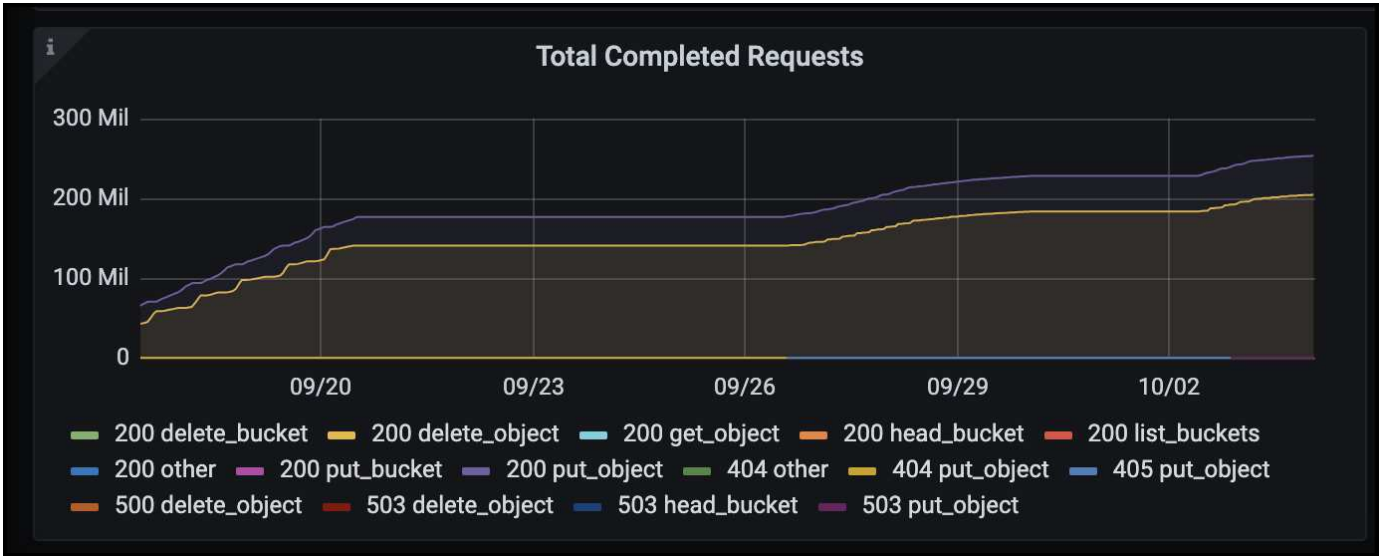 i
Total Completed Requests
300 Mil
200 Mil
100 Mil
0
09/20 09/23 09/26 09/29 10/02
200 delete_bucket 200 delete_object 200 get_object 200 head_bucket 200 list_buckets
200 other 200 put_bucket 200 put_object 404 other 404 put_object 405 put_object
500 delete_object 503 delete_object 503 head_bucket 503 put_object